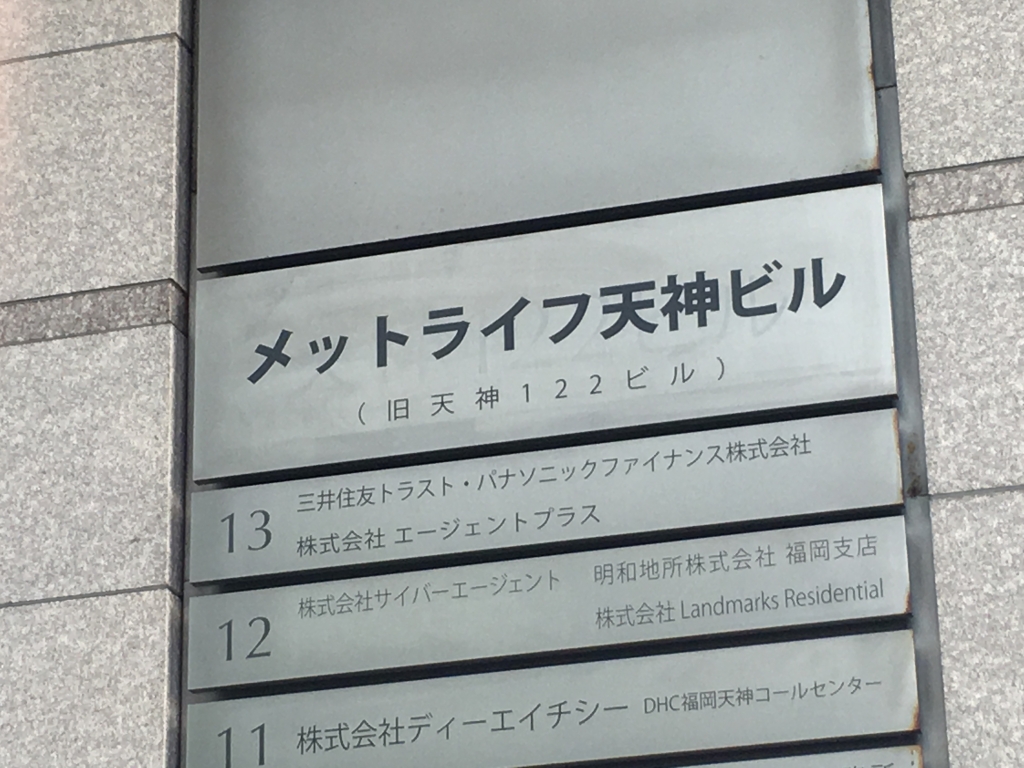 メットライフ天神ビル
(旧天神122ビル)
13
三井住友トラスト・パナソニックファイナンス株式会社
株式会社 エージェントプラス
12
株式会社サイバーエージェント 明和地所株式会社 福岡支店
株式会社 Landmarks Residential
11
株式会社ディーエイチシー DHC福岡天神コールセンター